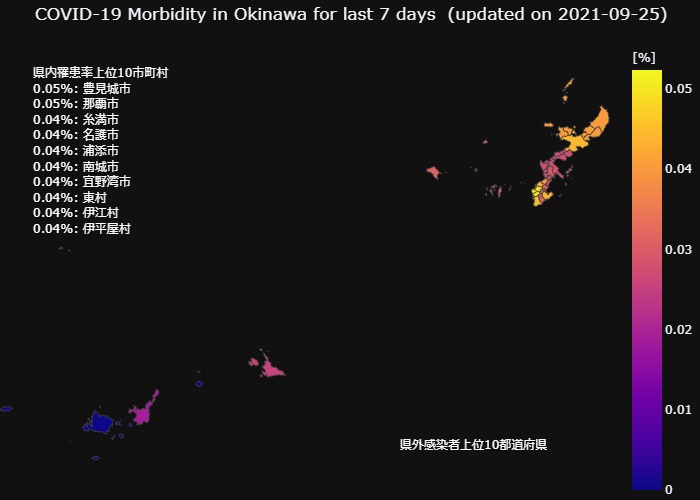 COVID-19 Morbidity in Okinawa for last 7 days (updated on 2021-09-25)
[%]
県内罹患率上位10市町村
0.05%: 豊見城市
0.05%: 那覇市
0.04%: 糸満市
0.04%: 名護市
0.04%: 浦添市
0.04%: 南城市
0.04%: 宜野湾市
0.04%: 東村
0.04%: 伊江村
0.04%: 伊平屋村
0.05
0.04
0.03
0.02
0.01
0
県外感染者上位10都道府県